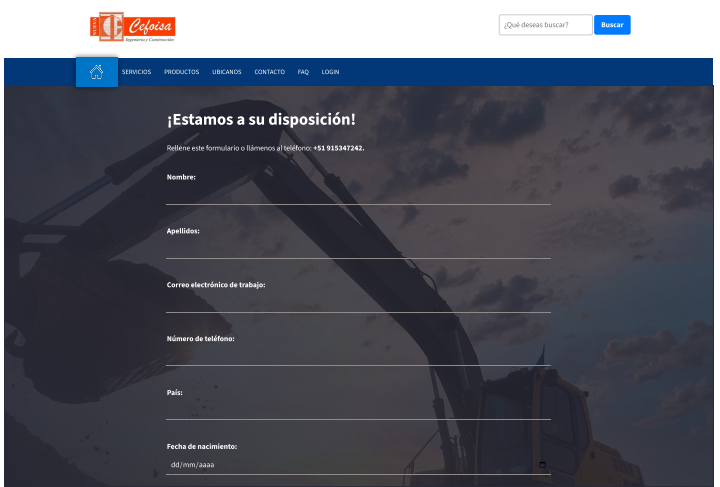 NUEVA
Cefoisa
Ingeniería y Construcción
¿Qué deseas buscar?
Buscar
SERVICIOS PRODUCTOS UBICANOS CONTACTO FAQ LOGIN
¡Estamos a su disposición!
Rellene este formulario o llámenos al teléfono: +51 915347242.
Nombre:
Apellidos:
Correo electrónico de trabajo:
Número de teléfono:
País:
Fecha de nacimiento:
dd/mm/aaaa